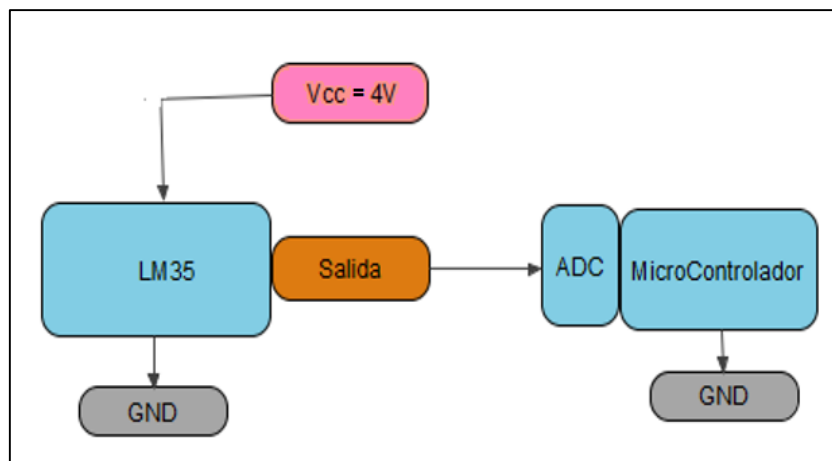 Vcc = 4V
LM35
Salida
ADC
MicroControlador
GND
GND